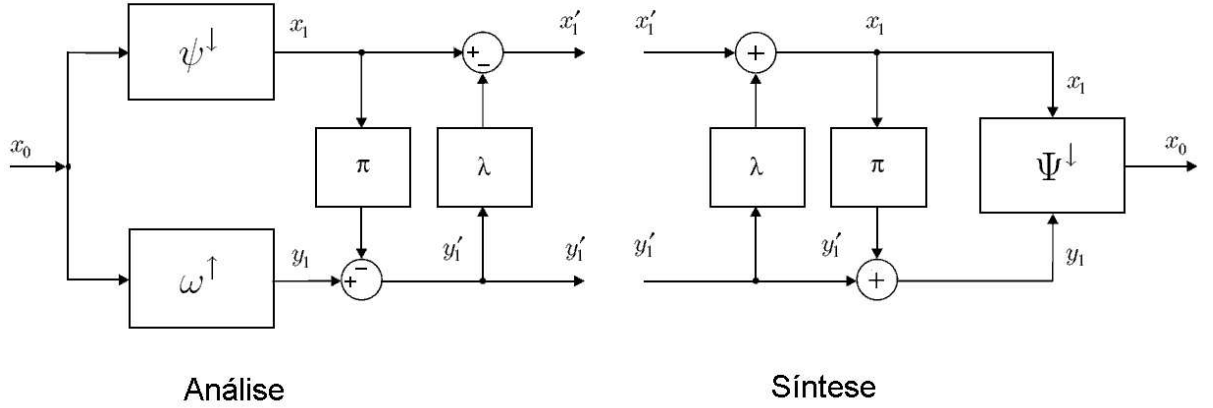 x₁ x₁′ x₁′ x₁
ψ↓ + − +
x₁
x₀ π λ λ π Ψ↓ x₀
y₁ y₁′ y₁′ y₁′ y₁′ y₁
ω↑ + − +
Análise Síntese